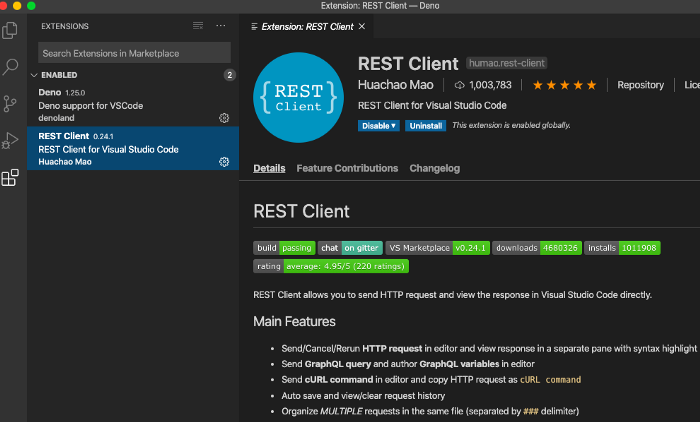 Extension: REST Client — Deno
EXTENSIONS
Extension: REST Client
Search Extensions in Marketplace
ENABLED 2
Deno 1.25.0
Deno support for VSCode
denoland
REST Client 0.24.1
REST Client for Visual Studio Code
Huachao Mao
{REST}
Client
REST Client humao.rest-client
Huachao Mao 1,003,783 Repository
REST Client for Visual Studio Code
Disable Uninstall This extension is enabled globally.
Details Feature Contributions Changelog
REST Client
build passing chat on gitter VS Marketplace v0.24.1 downloads 4680326 installs 1011908
rating average: 4.95/5 (220 ratings)
REST Client allows you to send HTTP request and view the response in Visual Studio Code directly.
Main Features
• Send/Cancel/Rerun HTTP request in editor and view response in a separate pane with syntax highlight
• Send GraphQL query and author GraphQL variables in editor
• Send cURL command in editor and copy HTTP request as cURL command
• Auto save and view/clear request history
• Organize MULTIPLE requests in the same file (separated by ### delimiter)